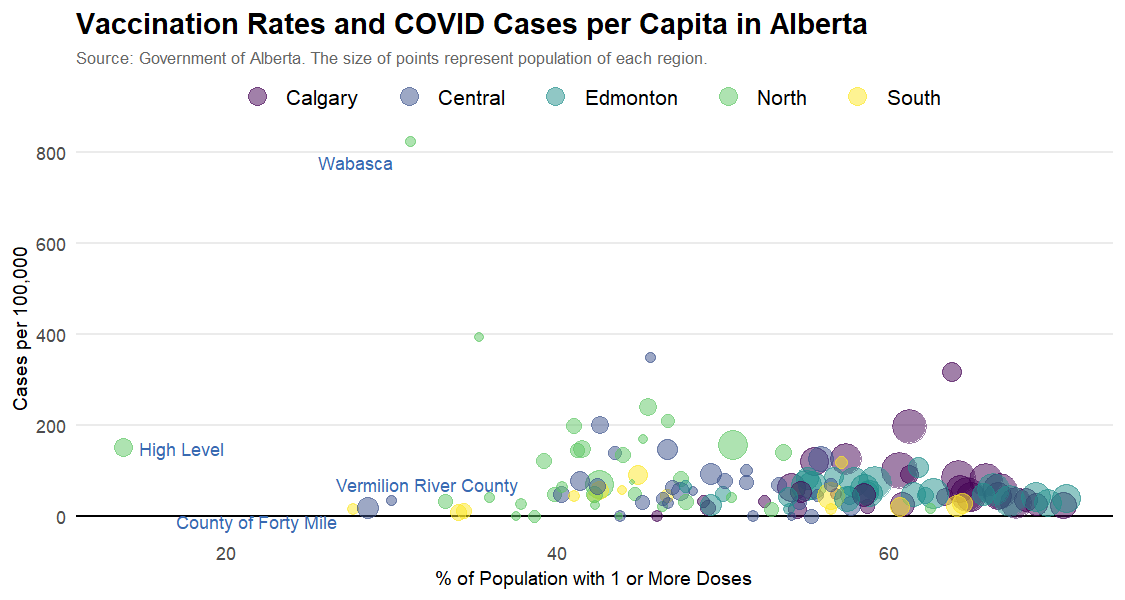 Vaccination Rates and COVID Cases per Capita in Alberta
Source: Government of Alberta. The size of points represent population of each region.
Calgary Central Edmonton North South
800
Wabasca
600
Cases per 100,000
400
200
High Level
Vermilion River County
County of Forty Mile
0
20 40 60
% of Population with 1 or More Doses